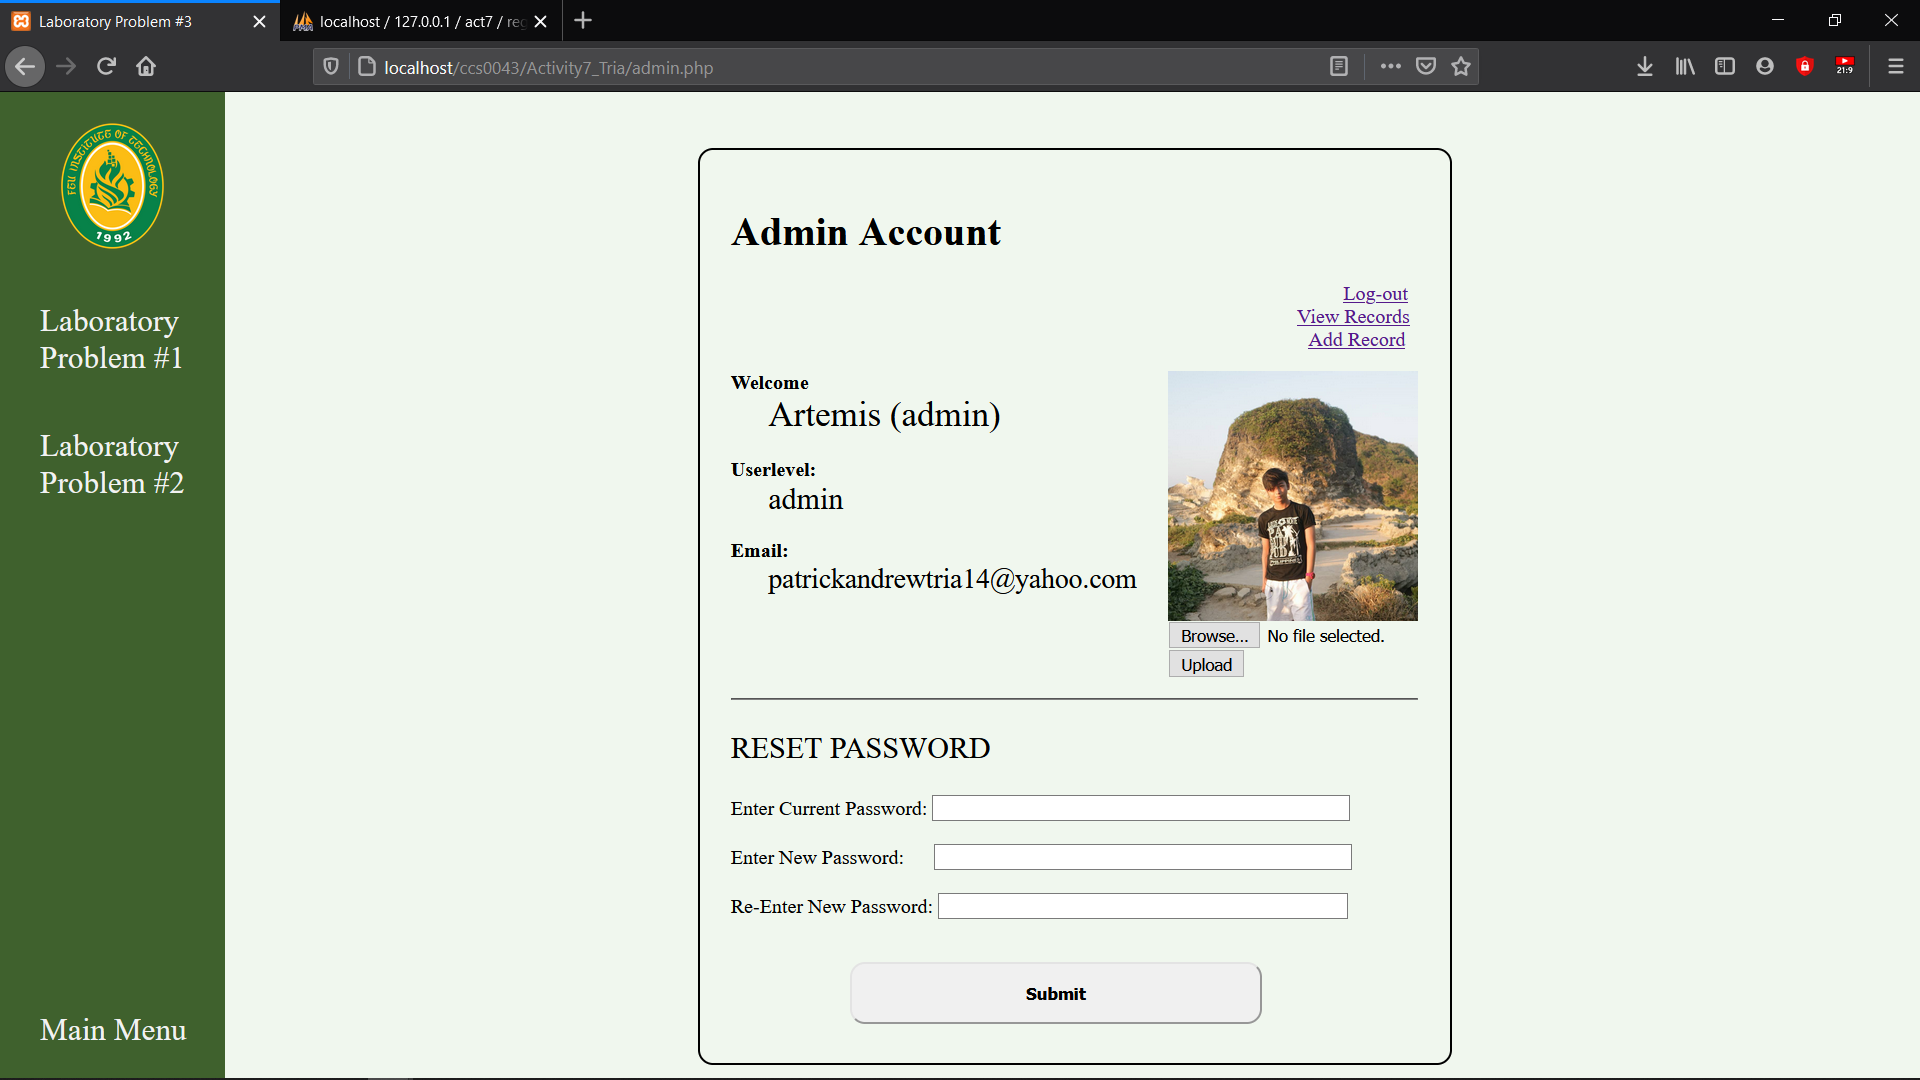 Laboratory Problem #3
localhost / 127.0.0.1 / act7 / reg
localhost/ccs0043/Activity7_Tria/admin.php
21:9
FEU INSTITUTE OF TECHNOLOGY
1992
Laboratory
Problem #1
Laboratory
Problem #2
Main Menu
Admin Account
Log-out
View Records
Add Record
Welcome
Artemis (admin)
Userlevel:
admin
Email:
patrickandrewtria14@yahoo.com
Browse... No file selected.
Upload
RESET PASSWORD
Enter Current Password:
Enter New Password:
Re-Enter New Password:
Submit